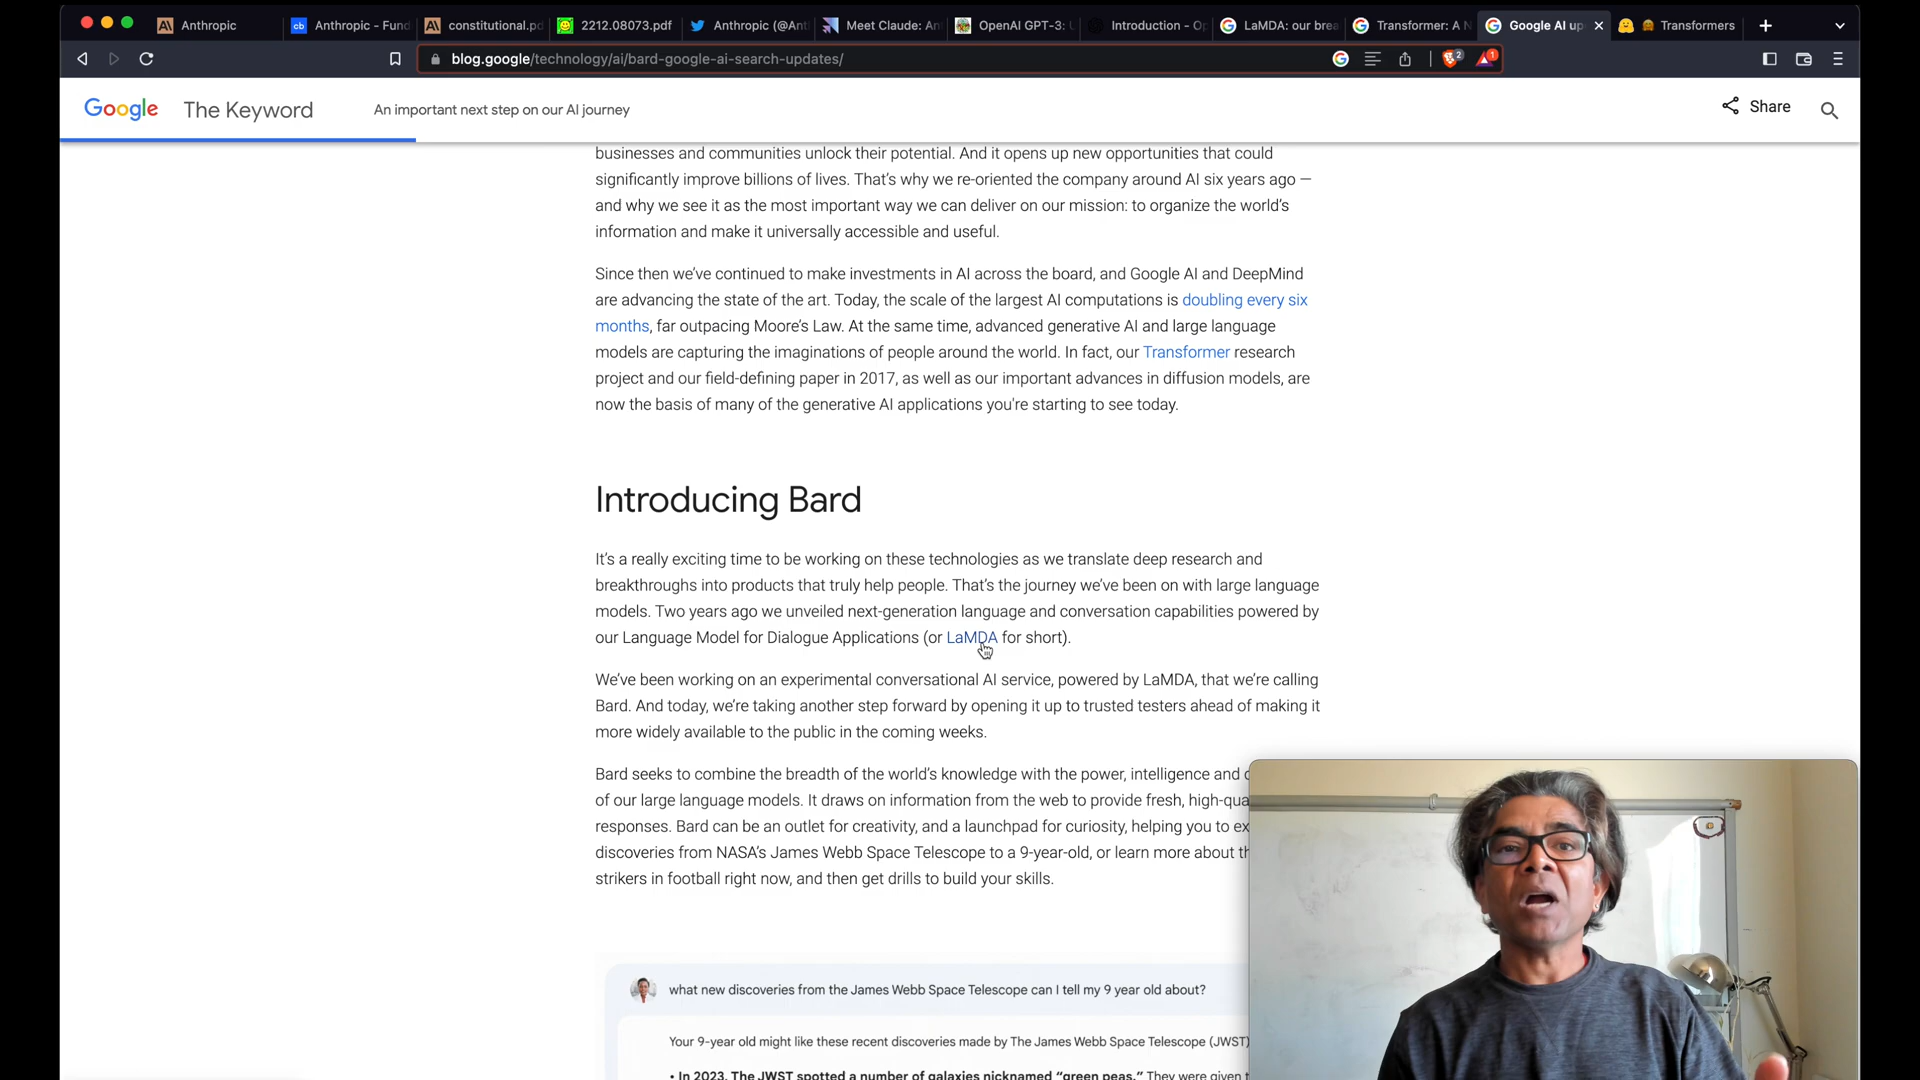 Anthropic
Anthropic - Fund
constitutional.pd
2212.08073.pdf
Anthropic (@Ant
Meet Claude: An
OpenAI GPT-3: U
Introduction - Op
LaMDA: our brea
Transformer: A N
Google AI up
Transformers
blog.google/technology/ai/bard-google-ai-search-updates/
2
1
Google The Keyword
An important next step on our AI journey
Share
businesses and communities unlock their potential. And it opens up new opportunities that could
significantly improve billions of lives. That's why we re-oriented the company around AI six years ago —
and why we see it as the most important way we can deliver on our mission: to organize the world's
information and make it universally accessible and useful.
Since then we've continued to make investments in AI across the board, and Google AI and DeepMind
are advancing the state of the art. Today, the scale of the largest AI computations is doubling every six
months, far outpacing Moore's Law. At the same time, advanced generative AI and large language
models are capturing the imaginations of people around the world. In fact, our Transformer research
project and our field-defining paper in 2017, as well as our important advances in diffusion models, are
now the basis of many of the generative AI applications you're starting to see today.
Introducing Bard
It's a really exciting time to be working on these technologies as we translate deep research and
breakthroughs into products that truly help people. That's the journey we've been on with large language
models. Two years ago we unveiled next-generation language and conversation capabilities powered by
our Language Model for Dialogue Applications (or LaMDA for short).
We've been working on an experimental conversational AI service, powered by LaMDA, that we're calling
Bard. And today, we're taking another step forward by opening it up to trusted testers ahead of making it
more widely available to the public in the coming weeks.
Bard seeks to combine the breadth of the world's knowledge with the power, intelligence and
of our large language models. It draws on information from the web to provide fresh, high-qua
responses. Bard can be an outlet for creativity, and a launchpad for curiosity, helping you to ex
discoveries from NASA's James Webb Space Telescope to a 9-year-old, or learn more about th
strikers in football right now, and then get drills to build your skills.
what new discoveries from the James Webb Space Telescope can I tell my 9 year old about?
Your 9-year old might like these recent discoveries made by The James Webb Space Telescope (JWST)
• In 2023, The JWST spotted a number of galaxies nicknamed "green peas." They were given t